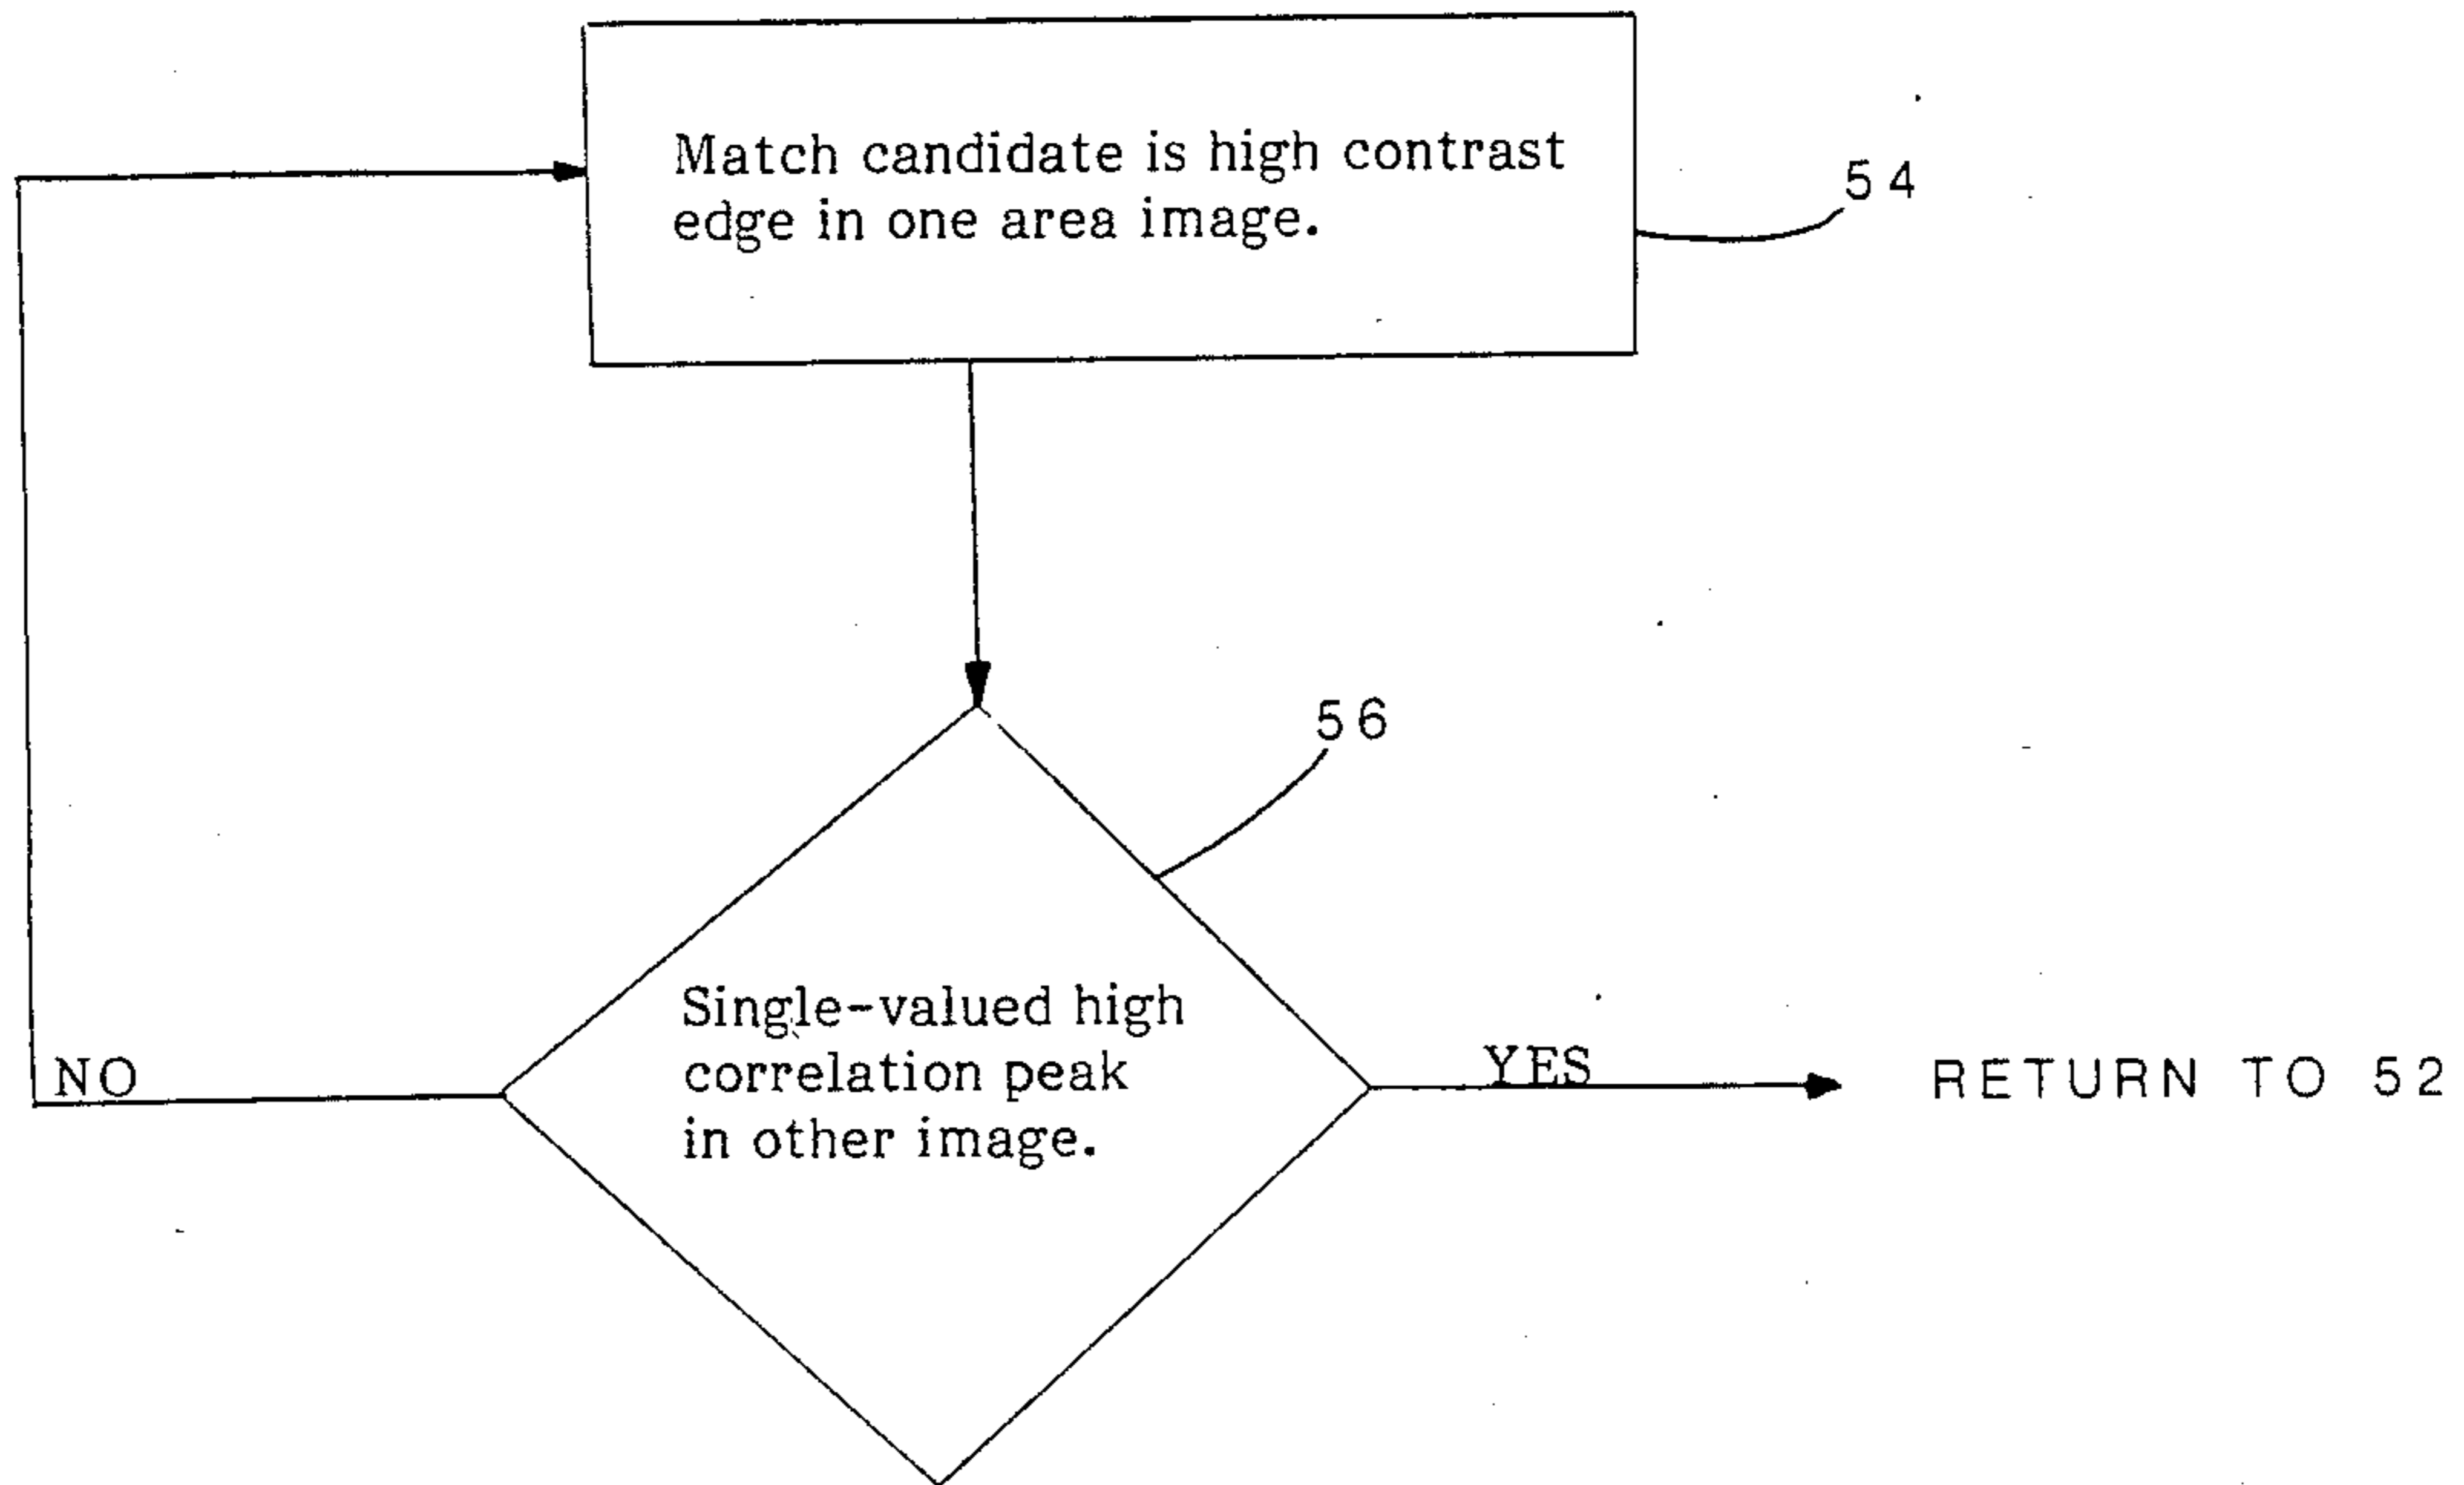 Match candidate is high contrast
edge in one area image.
54
56
Single-valued high
correlation peak
in other image.
NO
YES
RETURN TO 52